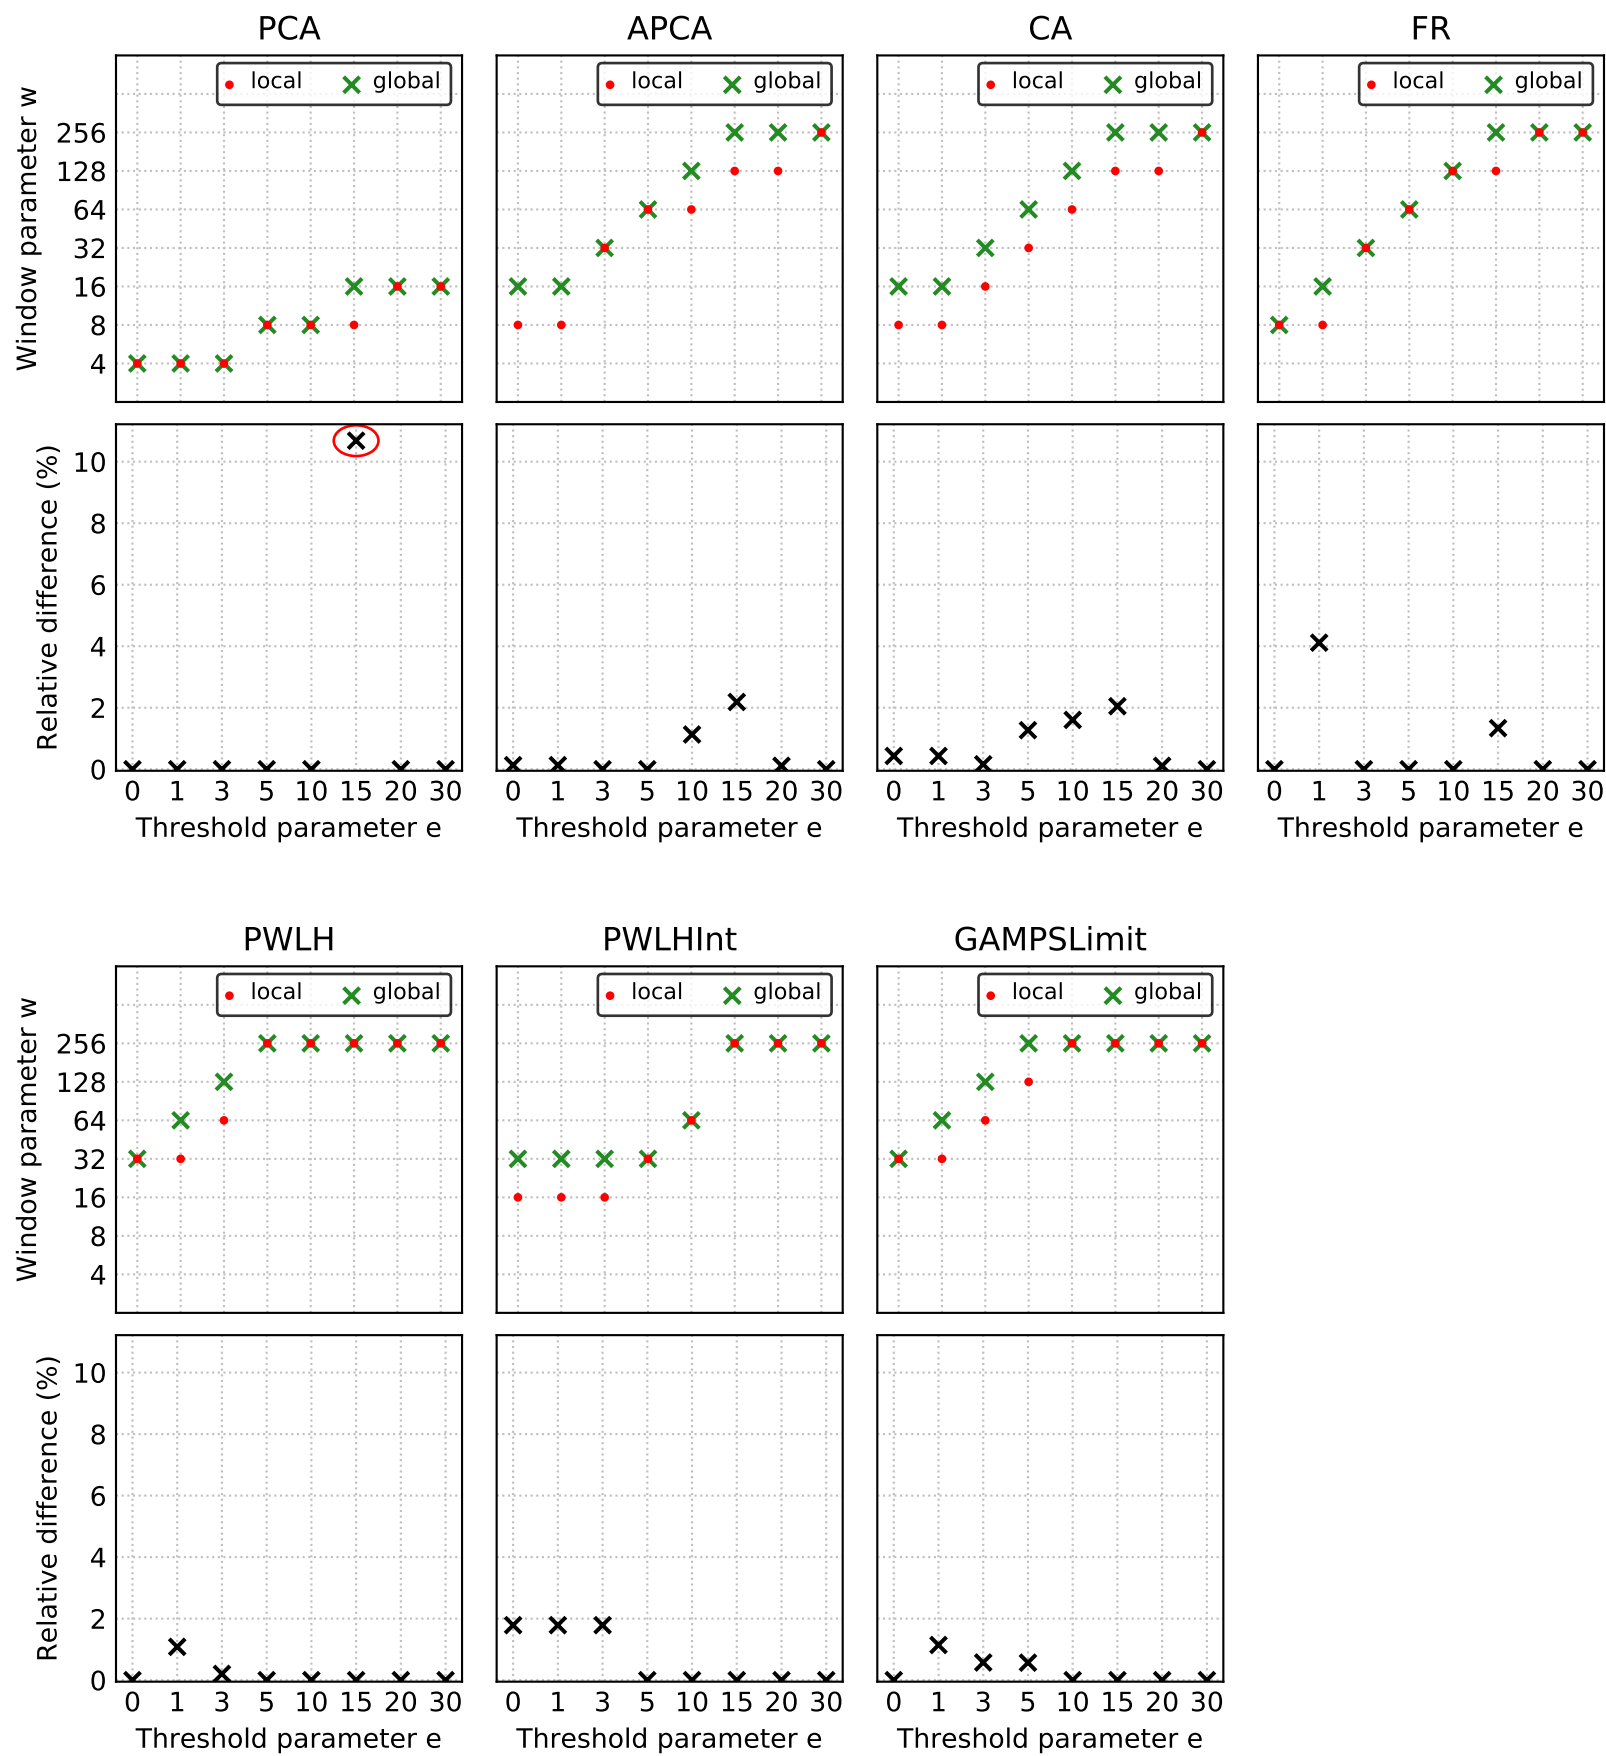 PCA APCA CA FR
local global local global local global local global
Window parameter w
256
128
64
32
16
8
4
Relative difference (%)
10
8
6
4
2
0
0 1 3 5 10 15 20 30 0 1 3 5 10 15 20 30 0 1 3 5 10 15 20 30 0 1 3 5 10 15 20 30
Threshold parameter e Threshold parameter e Threshold parameter e Threshold parameter e
PWLH PWLHInt GAMPSLimit
local global local global local global
Window parameter w
256
128
64
32
16
8
4
Relative difference (%)
10
8
6
4
2
0
0 1 3 5 10 15 20 30 0 1 3 5 10 15 20 30 0 1 3 5 10 15 20 30
Threshold parameter e Threshold parameter e Threshold parameter e